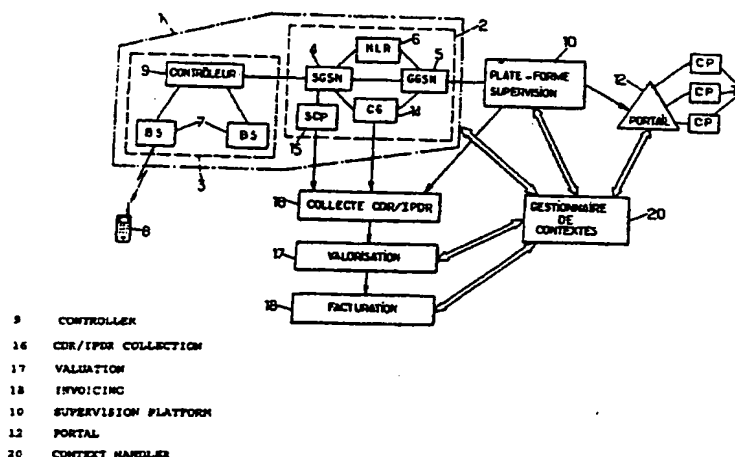 1
2
4
HLR
6
5
10
9
CONTRÔLEUR
SGSN
GGSN
PLATE-FORME
SUPERVISION
12
CP
CP
CP
PORTAIL
BS
7
BS
SCP
CG
11
15
3
8
16
COLLECTE CDR/IPDR
GESTIONNAIRE
DE
CONTEXTES
20
17
VALORISATION
18
FACTURATION
9 CONTROLLER
16 CDR/IPDR COLLECTION
17 VALUATION
18 INVOICING
10 SUPERVISION PLATFORM
12 PORTAL
20 CONTEXT HANDLER